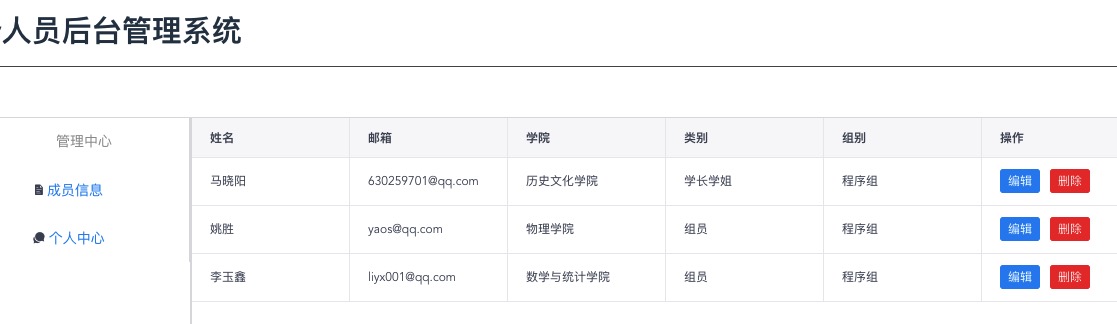 人员后台管理系统
管理中心
成员信息
个人中心
姓名 邮箱 学院 类别 组别 操作
马晓阳 630259701@qq.com 历史文化学院 学长学姐 程序组 编辑 删除
姚胜 yaos@qq.com 物理学院 组员 程序组 编辑 删除
李玉鑫 liyx001@qq.com 数学与统计学院 组员 程序组 编辑 删除